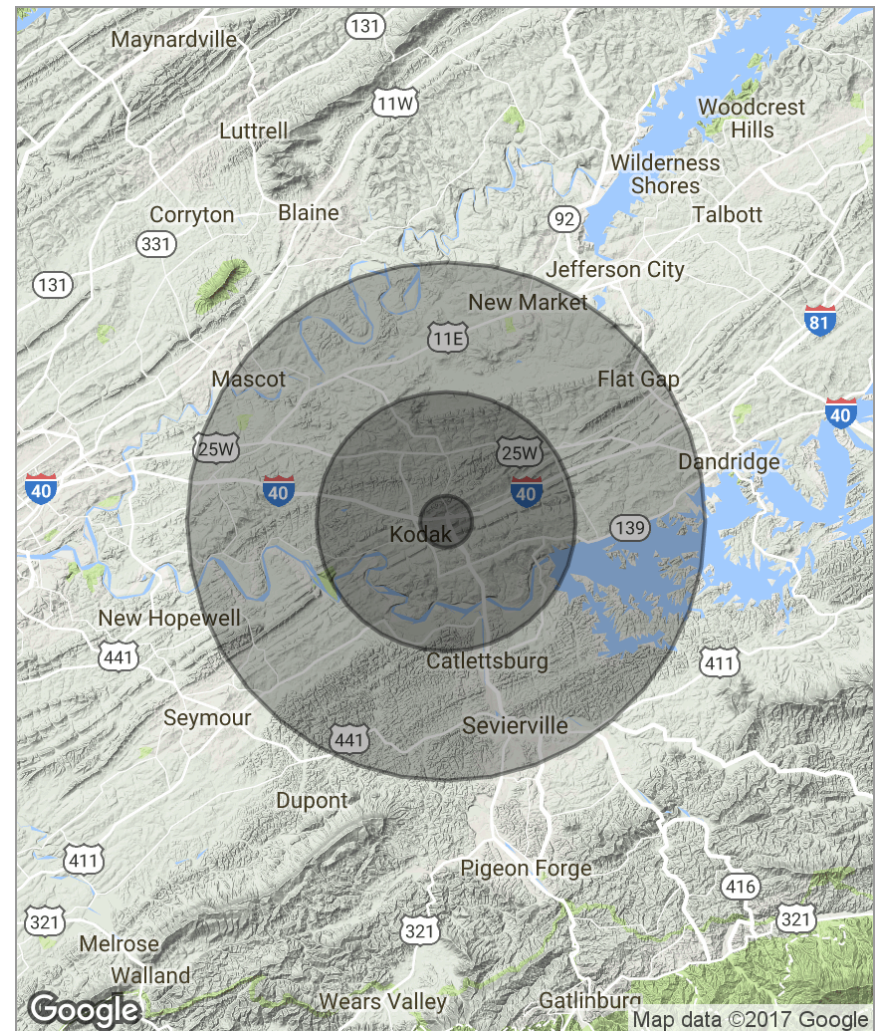 131
Maynardville
11W
Woodcrest
Hills
Luttrell
Wilderness
Shores
Corryton
Blaine
92
Talbott
331
131
Jefferson City
New Market
81
11E
Mascot
Flat Gap
40
25W
25W
Dandridge
40
40
40
139
Kodak
New Hopewell
441
Catlettsburg
411
Seymour
Sevierville
441
Dupont
411
Pigeon Forge
416
321
321
321
Melrose
Walland
Wears Valley
Gatlinburg
Google
Map data ©2017 Google